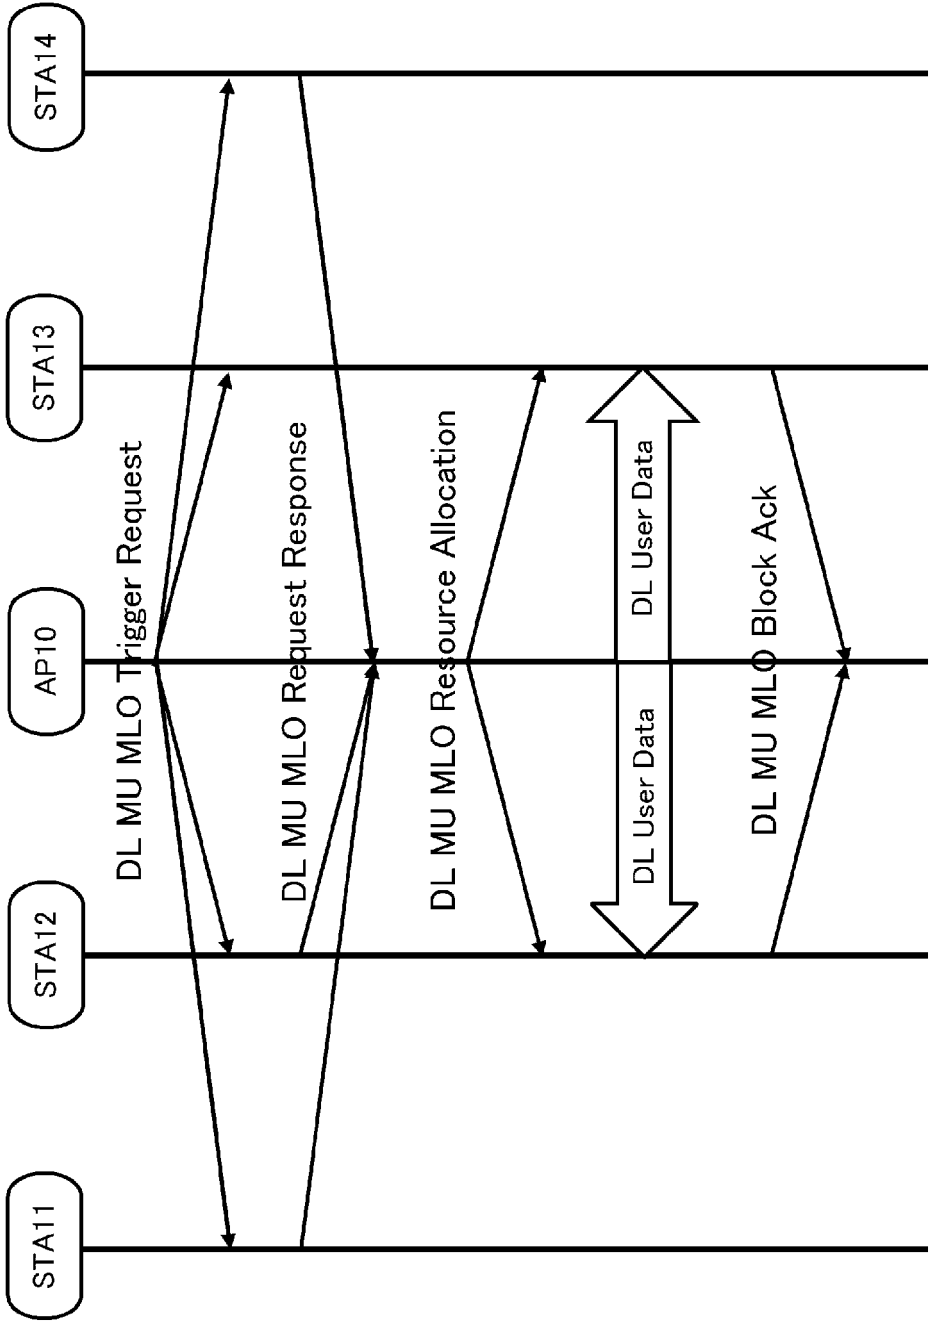 STA11
STA12
AP10
STA13
STA14
DL MU MLO Trigger Request
DL MU MLO Request Response
DL MU MLO Resource Allocation
DL User Data
DL User Data
DL MU MLO Block Ack